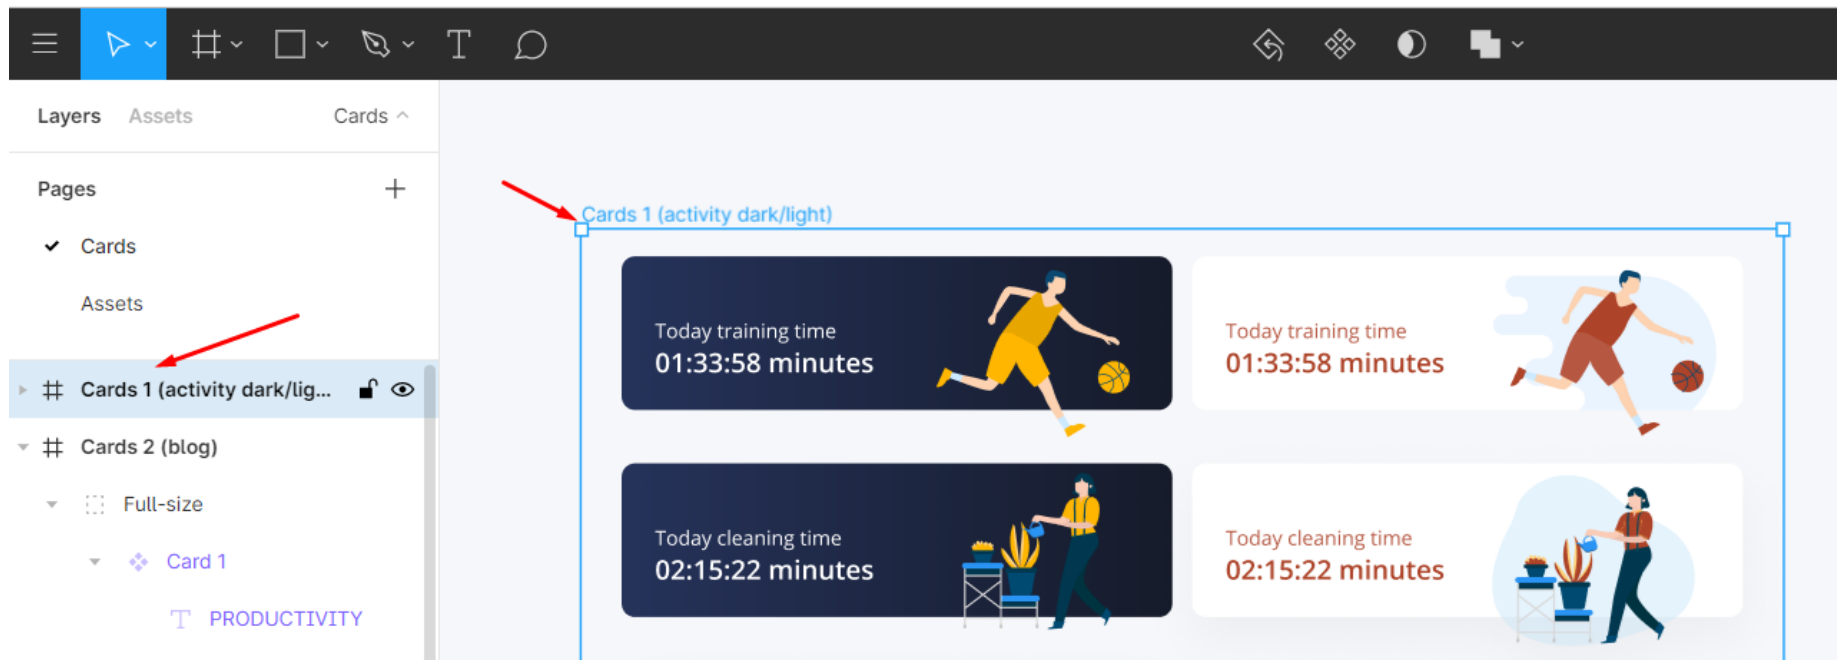 Layers Assets Cards
Pages
Cards
Assets
Cards 1 (activity dark/lig...
Cards 2 (blog)
Full-size
Card 1
PRODUCTIVITY
Cards 1 (activity dark/light)
Today training time
01:33:58 minutes
Today training time
01:33:58 minutes
Today cleaning time
02:15:22 minutes
Today cleaning time
02:15:22 minutes